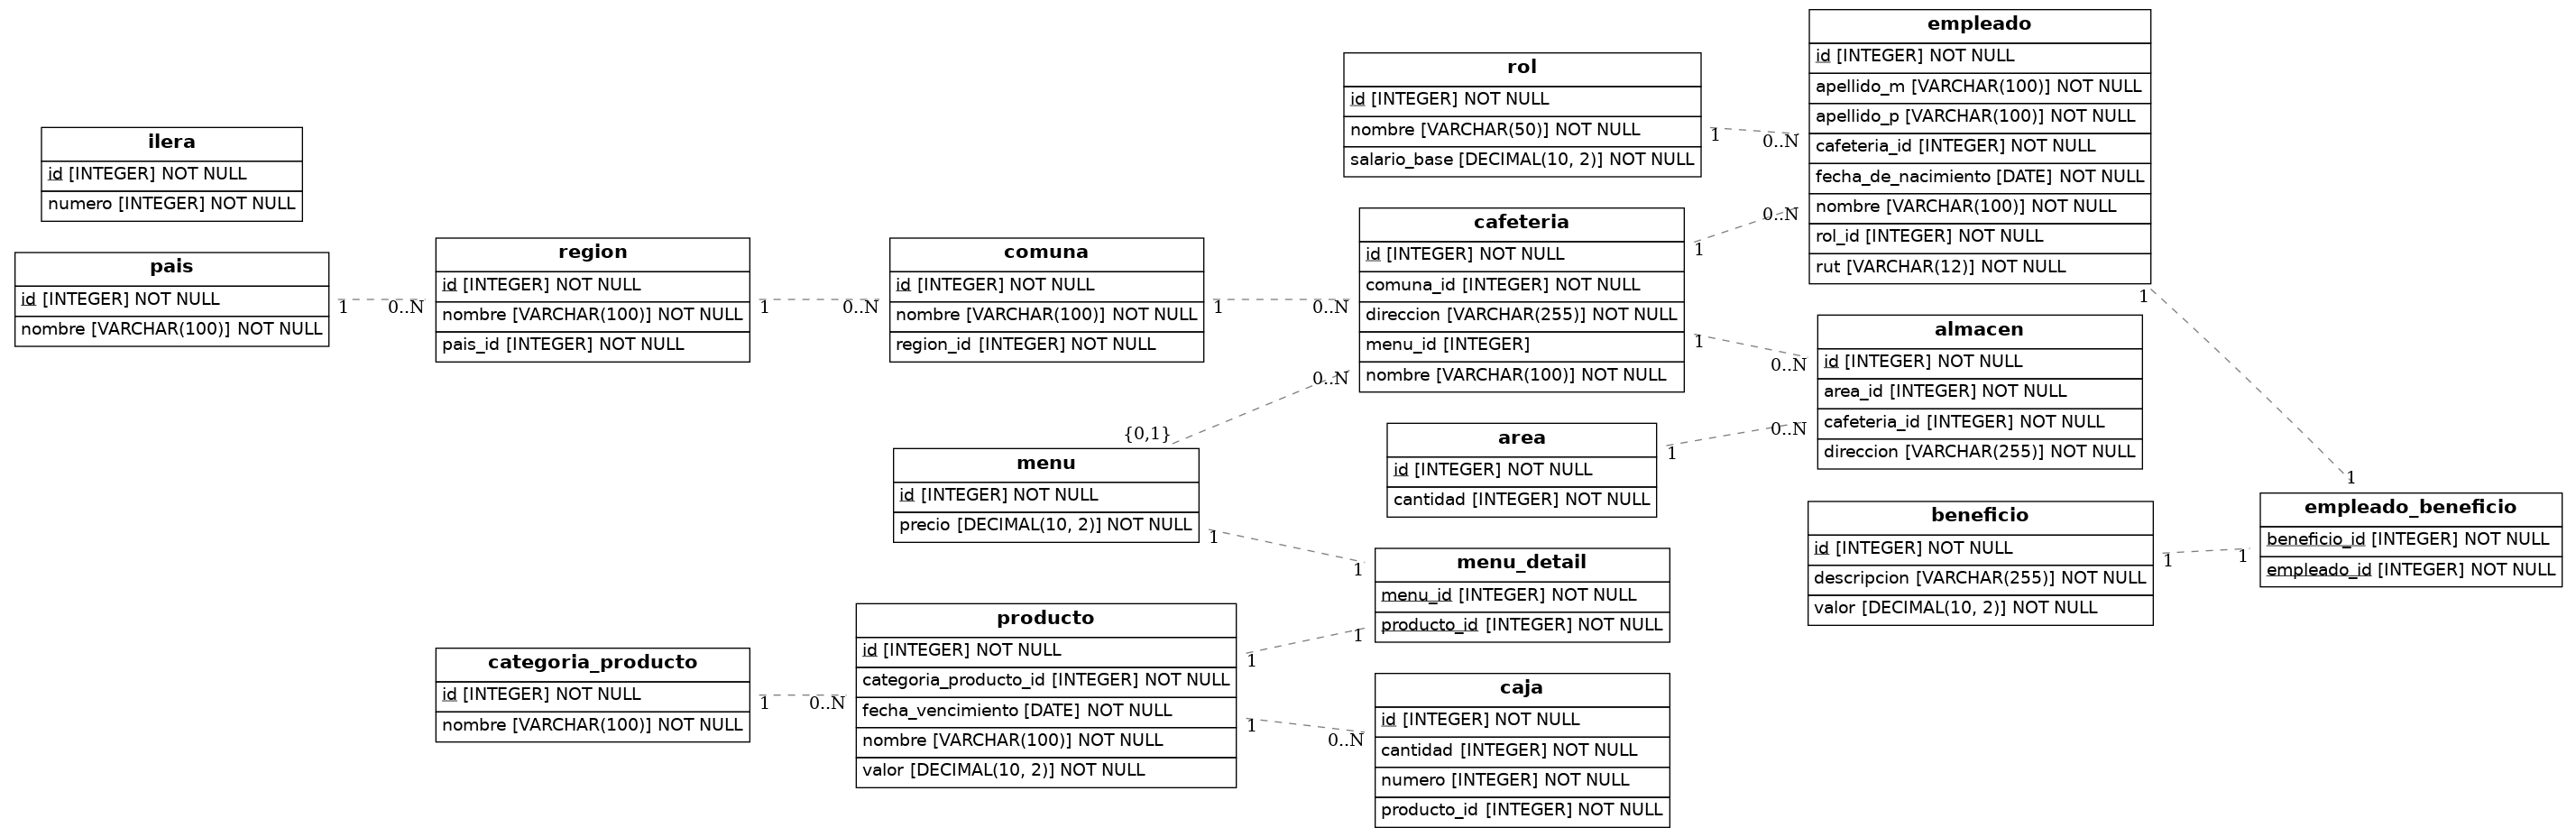 ilera
id [INTEGER] NOT NULL
numero [INTEGER] NOT NULL
pais
id [INTEGER] NOT NULL
nombre [VARCHAR(100)] NOT NULL
1
0..N
region
id [INTEGER] NOT NULL
nombre [VARCHAR(100)] NOT NULL
pais_id [INTEGER] NOT NULL
1
0..N
comuna
id [INTEGER] NOT NULL
nombre [VARCHAR(100)] NOT NULL
region_id [INTEGER] NOT NULL
1
0..N
rol
id [INTEGER] NOT NULL
nombre [VARCHAR(50)] NOT NULL
salario_base [DECIMAL(10, 2)] NOT NULL
1
0..N
cafeteria
id [INTEGER] NOT NULL
comuna_id [INTEGER] NOT NULL
direccion [VARCHAR(255)] NOT NULL
menu_id [INTEGER]
nombre [VARCHAR(100)] NOT NULL
1
0..N
1
0..N
empleado
id [INTEGER] NOT NULL
apellido_m [VARCHAR(100)] NOT NULL
apellido_p [VARCHAR(100)] NOT NULL
cafeteria_id [INTEGER] NOT NULL
fecha_de_nacimiento [DATE] NOT NULL
nombre [VARCHAR(100)] NOT NULL
rol_id [INTEGER] NOT NULL
rut [VARCHAR(12)] NOT NULL
1
1
almacen
id [INTEGER] NOT NULL
area_id [INTEGER] NOT NULL
cafeteria_id [INTEGER] NOT NULL
direccion [VARCHAR(255)] NOT NULL
area
id [INTEGER] NOT NULL
cantidad [INTEGER] NOT NULL
1
0..N
menu
id [INTEGER] NOT NULL
precio [DECIMAL(10, 2)] NOT NULL
{0,1}
0..N
1
1
menu_detail
menu_id [INTEGER] NOT NULL
producto_id [INTEGER] NOT NULL
beneficio
id [INTEGER] NOT NULL
descripcion [VARCHAR(255)] NOT NULL
valor [DECIMAL(10, 2)] NOT NULL
1
1
empleado_beneficio
beneficio_id [INTEGER] NOT NULL
empleado_id [INTEGER] NOT NULL
categoria_producto
id [INTEGER] NOT NULL
nombre [VARCHAR(100)] NOT NULL
1
0..N
producto
id [INTEGER] NOT NULL
categoria_producto_id [INTEGER] NOT NULL
fecha_vencimiento [DATE] NOT NULL
nombre [VARCHAR(100)] NOT NULL
valor [DECIMAL(10, 2)] NOT NULL
1
1
1
0..N
caja
id [INTEGER] NOT NULL
cantidad [INTEGER] NOT NULL
numero [INTEGER] NOT NULL
producto_id [INTEGER] NOT NULL